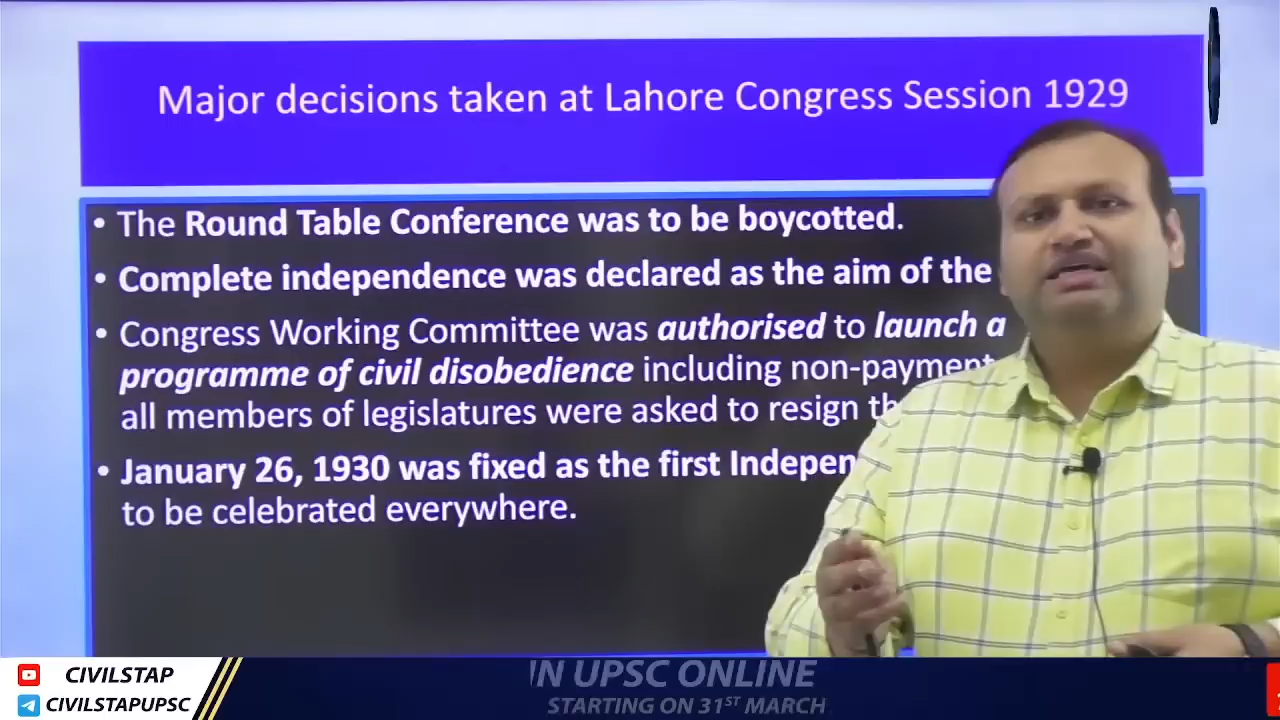 Major decisions taken at Lahore Congress Session 1929
• The Round Table Conference was to be boycotted.
• Complete independence was declared as the aim of the
• Congress Working Committee was authorised to launch a
programme of civil disobedience including non-payment
all members of legislatures were asked to resign
• January 26, 1930 was fixed as the first
to be celebrated everywhere.
CIVILSTAP
CIVILSTAPUPSC
IN UPSC ONLINE
STARTING ON 31ST MARCH